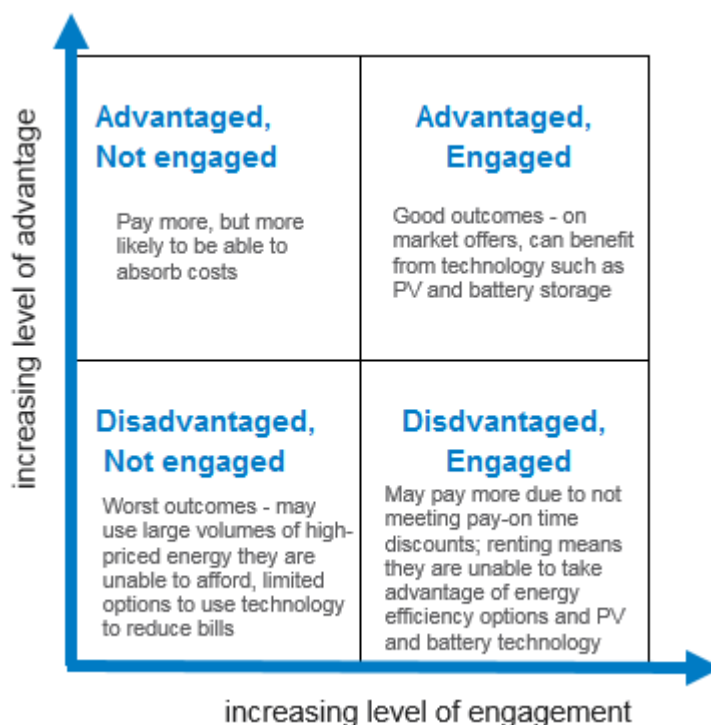 increasing level of advantage
Advantaged,
Not engaged
Pay more, but more
likely to be able to
absorb costs
Advantaged,
Engaged
Good outcomes - on
market offers, can benefit
from technology such as
PV and battery storage
Disadvantaged,
Not engaged
Worst outcomes - may
use large volumes of high-
priced energy they are
unable to afford, limited
options to use technology
to reduce bills
Disdvantaged,
Engaged
May pay more due to not
meeting pay-on time
discounts; renting means
they are unable to take
advantage of energy
efficiency options and PV
and battery technology
increasing level of engagement